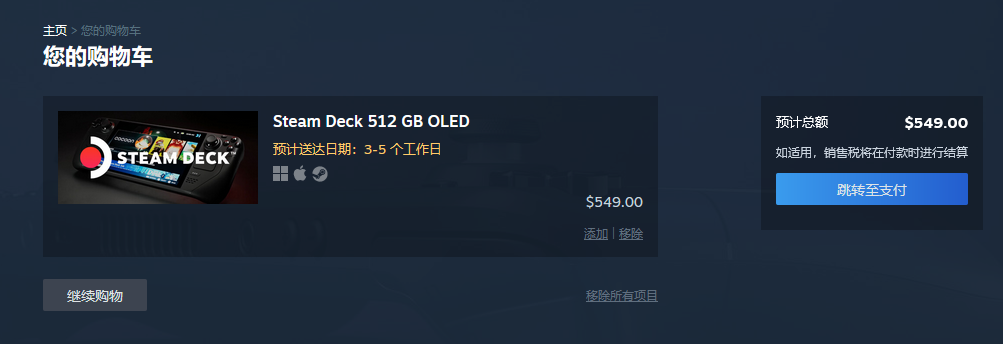 主页 > 您的购物车
您的购物车
STEAM DECK™
Steam Deck 512 GB OLED
预计送达日期：3-5 个工作日
$549.00
添加 | 移除
预计总额 $549.00
如适用，销售税将在付款时进行结算
跳转至支付
继续购物
移除所有项目